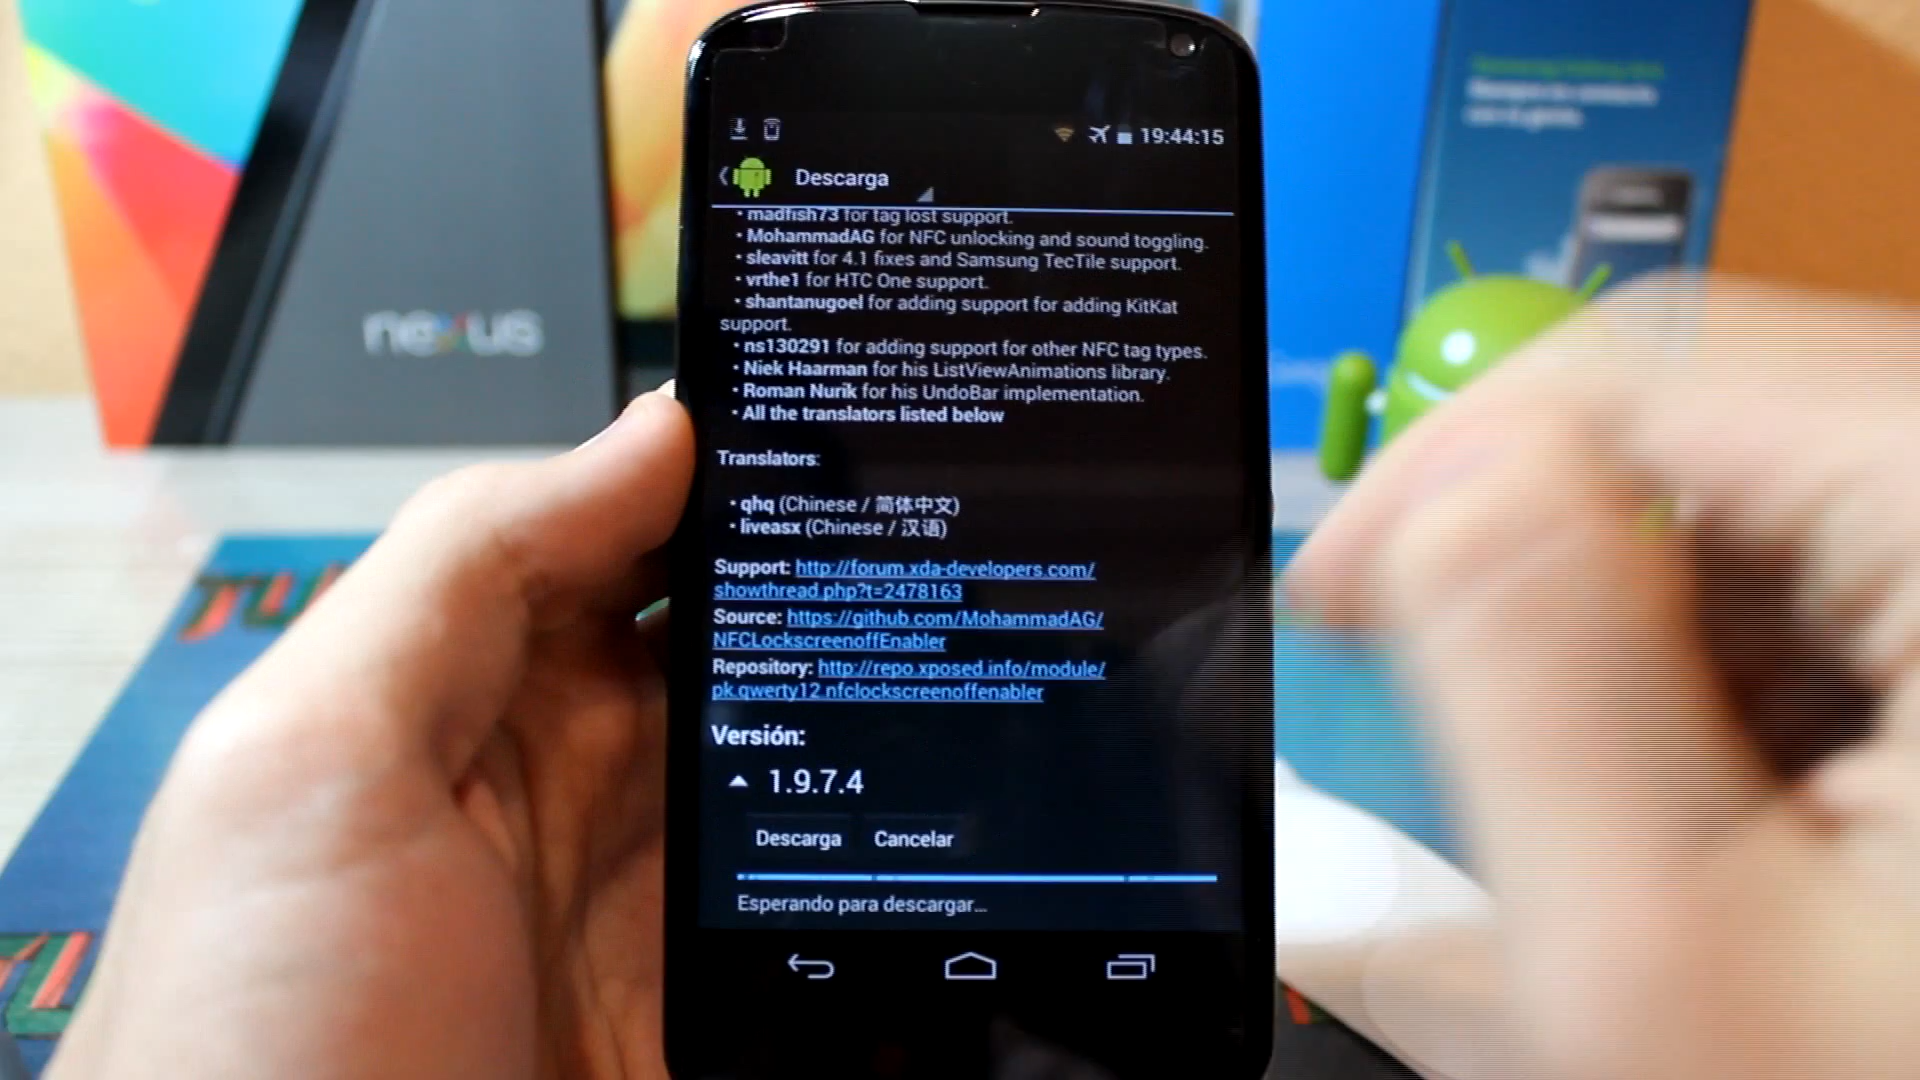 nexus
19:44:15
Descarga
• madfish73 for tag lost support.
• MohammadAG for NFC unlocking and sound toggling.
• sleavitt for 4.1 fixes and Samsung TecTile support.
• vrthe1 for HTC One support.
• shantanugoel for adding support for adding KitKat
support.
• ns130291 for adding support for other NFC tag types.
• Niek Haarman for his ListViewAnimations library.
• Roman Nurik for his UndoBar implementation.
• All the translators listed below
Translators:
• qhq (Chinese / 简体中文)
• liveasx (Chinese / 汉语)
Support: http://forum.xda-developers.com/
showthread.php?t=2478163
Source: https://github.com/MohammadAG/
NFCLockscreenoffEnabler
Repository: http://repo.xposed.info/module/
pk.qwerty12.nfclockscreenoffenabler
Versión:
1.9.7.4
Descarga Cancelar
Esperando para descargar...